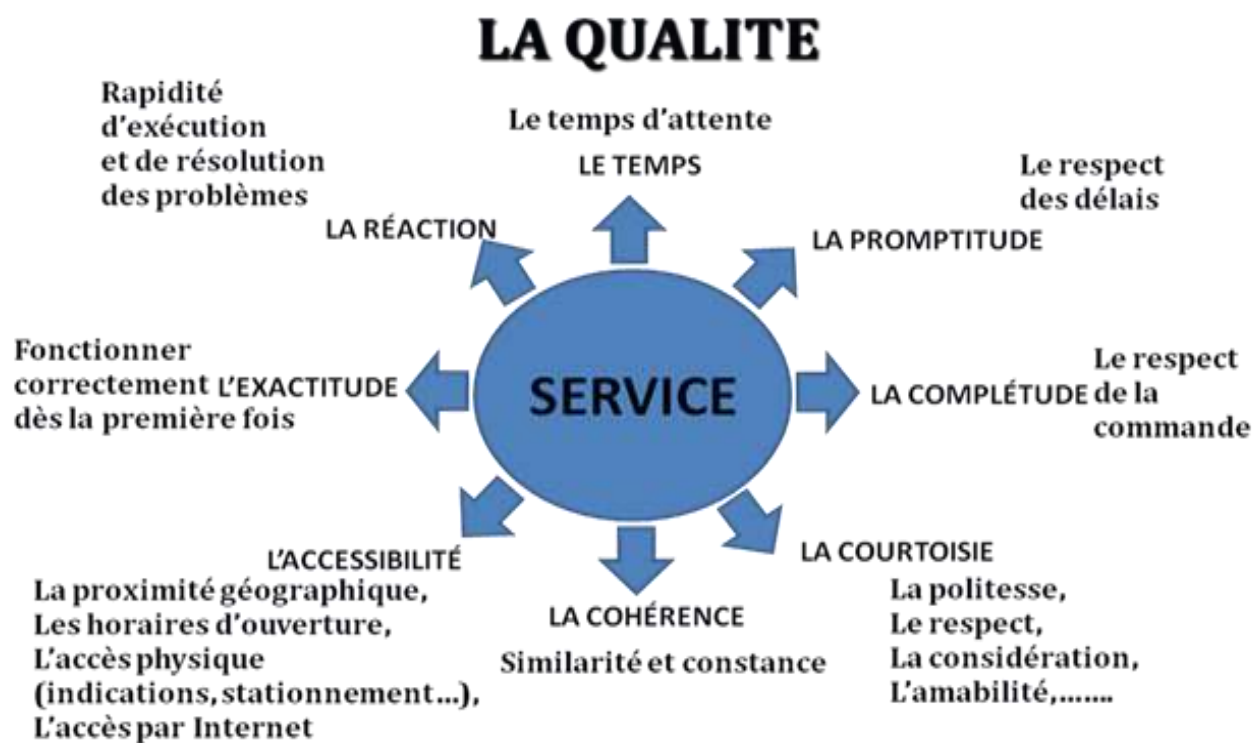 LA QUALITE
Rapidité
d'exécution
et de résolution
des problèmes
LA RÉACTION
Le temps d'attente
LE TEMPS
Le respect
des délais
LA PROMPTITUDE
Fonctionner
correctement
dès la première fois
L'EXACTITUDE
SERVICE
LA COMPLÉTUDE
Le respect
de la
commande
L'ACCESSIBILITÉ
La proximité géographique,
Les horaires d'ouverture,
L'accès physique
(indications, stationnement...),
L'accès par Internet
LA COHÉRENCE
Similarité et constance
LA COURTOISIE
La politesse,
Le respect,
La considération,
L'amabilité,.......